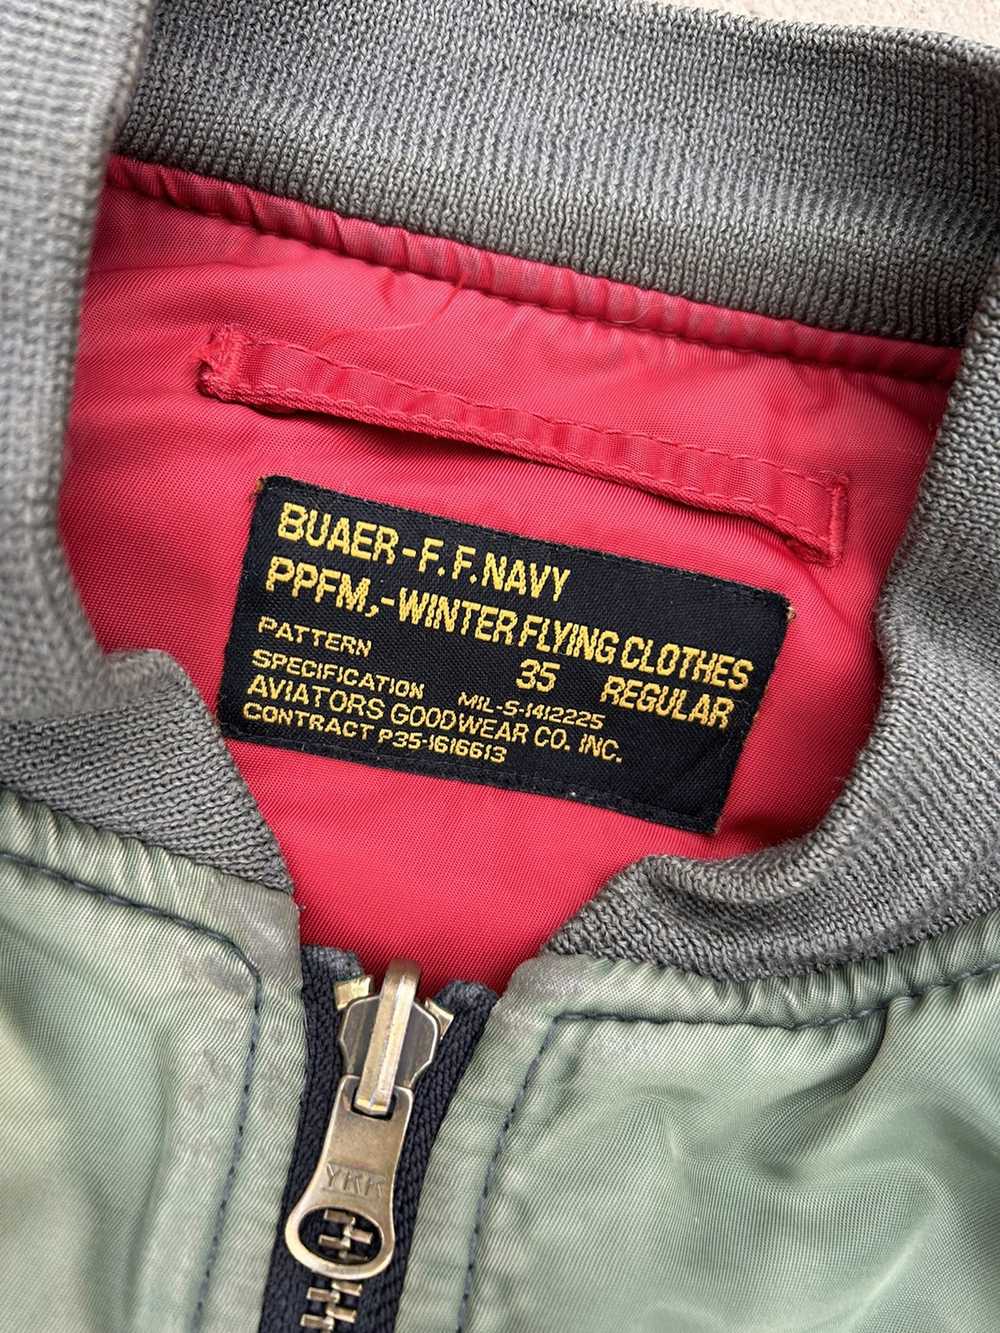 BUAER-F.F.NAVY
PPFM,-WINTER FLYING CLOTHES
PATTERN 35 REGULAR
SPECIFICATION MIL-S-1412225
AVIATORS GOODWEAR CO. INC.
CONTRACT P35-1616613
YKK